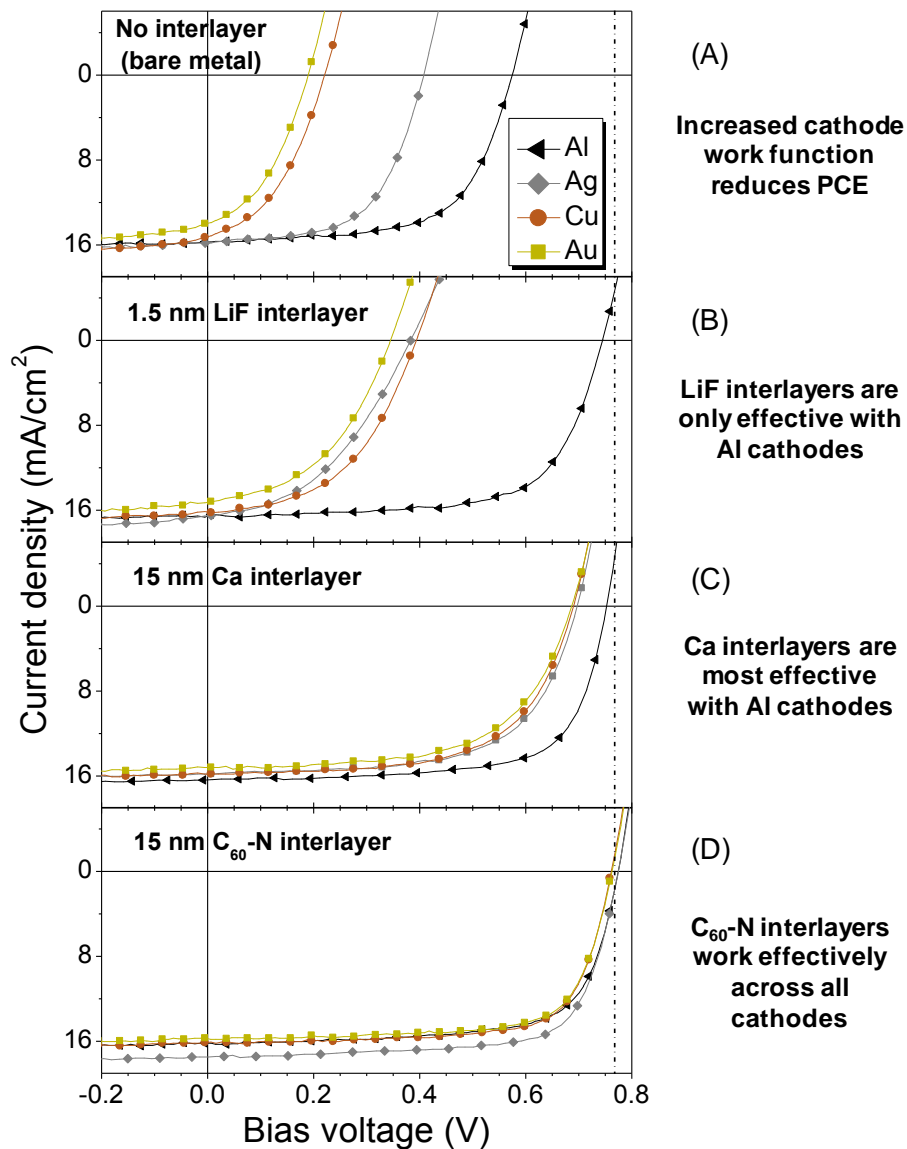 No interlayer
(bare metal)
(A)
Increased cathode
work function
reduces PCE
Al
Ag
Cu
Au
0
8
16
1.5 nm LiF interlayer
(B)
LiF interlayers are
only effective with
Al cathodes
0
8
16
15 nm Ca interlayer
(C)
Ca interlayers are
most effective
with Al cathodes
0
8
16
15 nm C₆₀-N interlayer
(D)
C₆₀-N interlayers
work effectively
across all
cathodes
0
8
16
-0.2 0.0 0.2 0.4 0.6 0.8
Bias voltage (V)
Current density (mA/cm²)